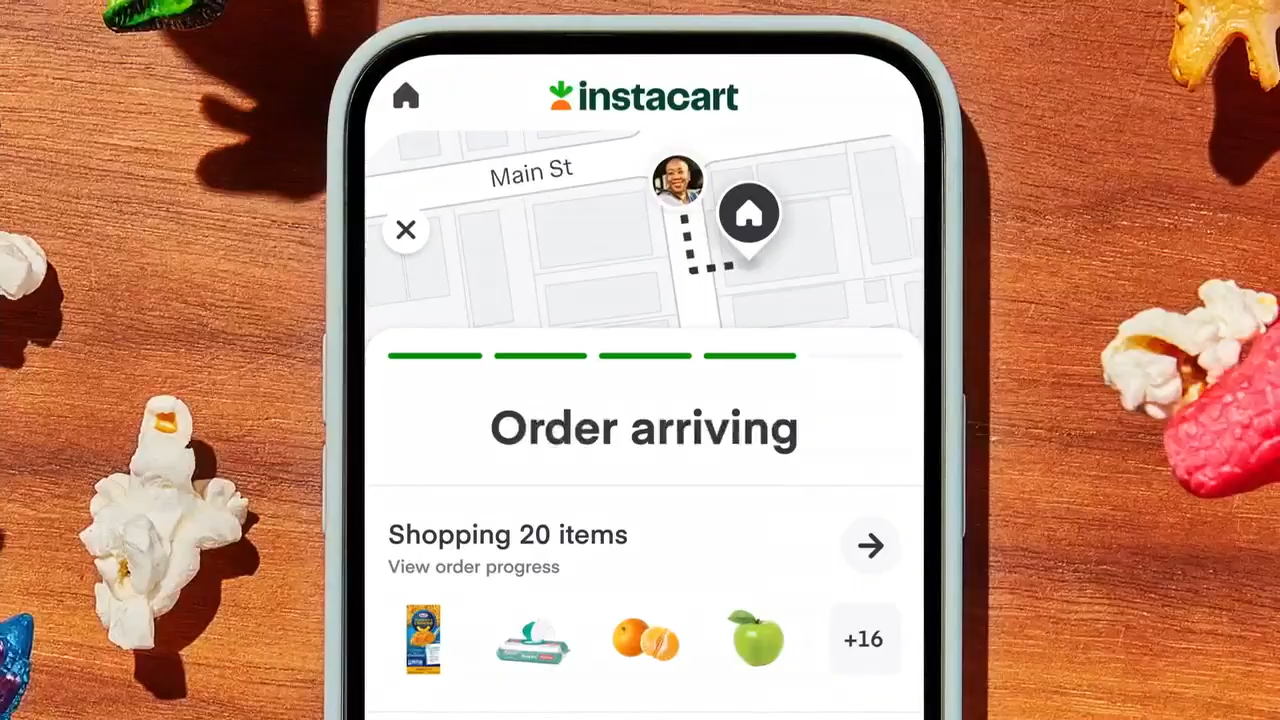 instacart
Main St
Order arriving
Shopping 20 items
View order progress
+16